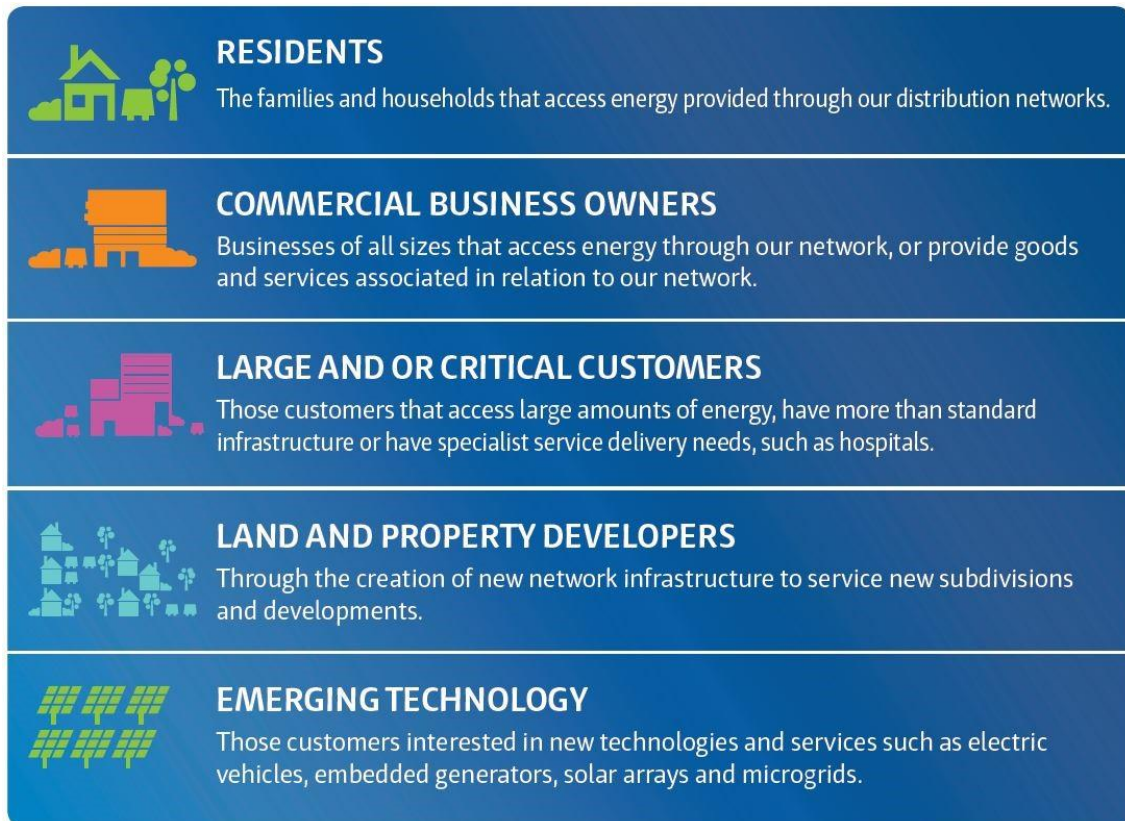 RESIDENTS
The families and households that access energy provided through our distribution networks.
COMMERCIAL BUSINESS OWNERS
Businesses of all sizes that access energy through our network, or provide goods
and services associated in relation to our network.
LARGE AND OR CRITICAL CUSTOMERS
Those customers that access large amounts of energy, have more than standard
infrastructure or have specialist service delivery needs, such as hospitals.
LAND AND PROPERTY DEVELOPERS
Through the creation of new network infrastructure to service new subdivisions
and developments.
EMERGING TECHNOLOGY
Those customers interested in new technologies and services such as electric
vehicles, embedded generators, solar arrays and microgrids.